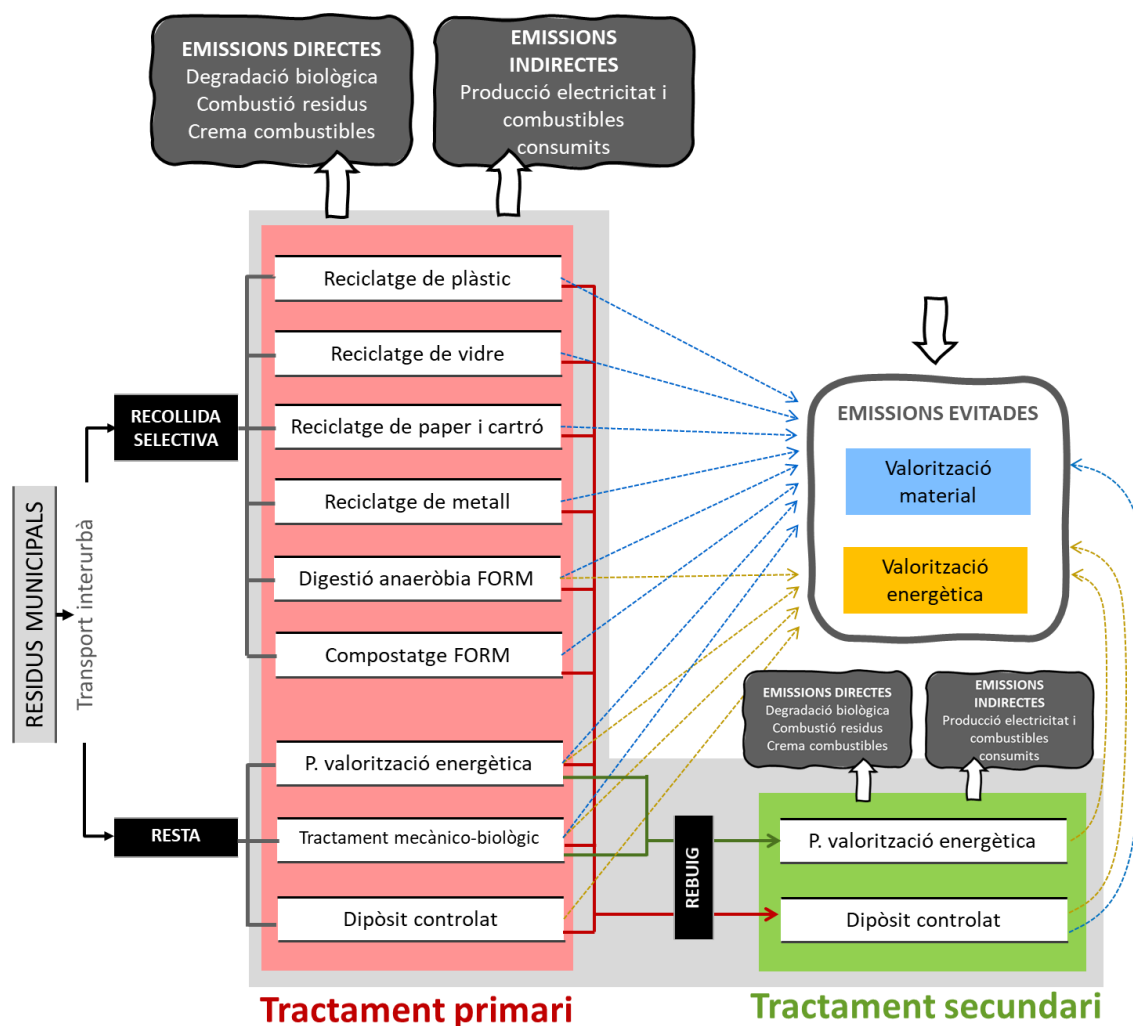 EMISSIONS DIRECTES
Degradació biològica
Combustió residus
Crema combustibles
EMISSIONS
INDIRECTES
Producció electricitat i
combustibles
consumits
RESIDUS MUNICIPALS
Transport interurbà
RECOLLIDA
SELECTIVA
RESTA
Reciclatge de plàstic
Reciclatge de vidre
Reciclatge de paper i cartró
Reciclatge de metall
Digestió anaeròbia FORM
Compostatge FORM
P. valorització energètica
Tractament mecànico-biològic
Dipòsit controlat
Tractament primari
EMISSIONS EVITADES
Valorització
material
Valorització
energètica
EMISSIONS DIRECTES
Degradació biològica
Combustió residus
Crema combustibles
EMISSIONS
INDIRECTES
Producció electricitat i
combustibles
consumits
REBUIG
P. valorització energètica
Dipòsit controlat
Tractament secundari